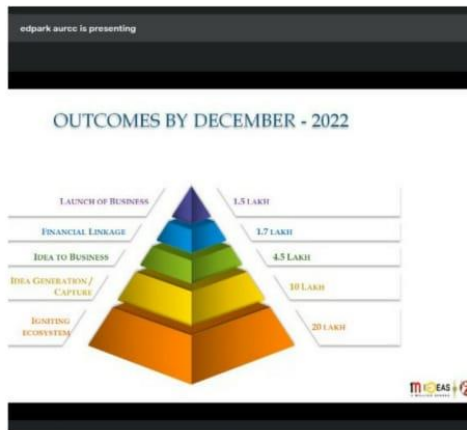 edpark aurcc is presenting
OUTCOMES BY DECEMBER - 2022
LAUNCH OF BUSINESS 1.5 LAKH
FINANCIAL LINKAGE 1.7 LAKH
IDEA TO BUSINESS 4.5 LAKH
IDEA GENERATION / CAPTURE 10 LAKH
IGNITING ECOSYSTEM 20 LAKH